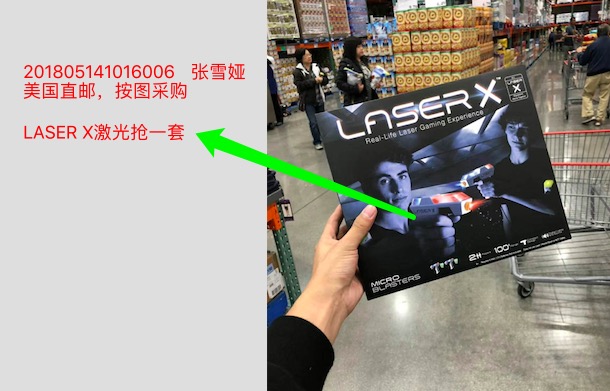 201805141016006 张雪娅
美国直邮，按图采购
LASER X激光抢一套
LASER X
Real-Life Laser Gaming Experience
LASER
X
MICRO
BLASTERS
2
100'